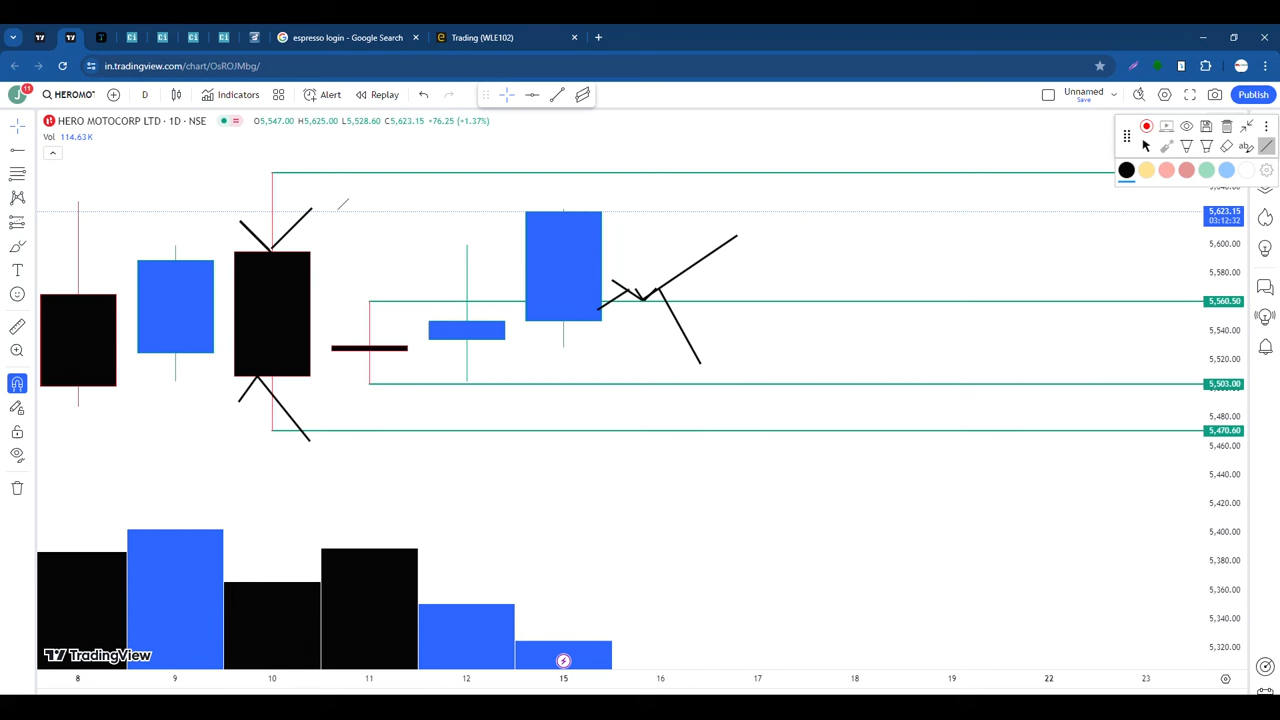 espresso login - Google Search
Trading (WLE102)
in.tradingview.com/chart/OsROJMbg/
J 11 HEROMOT D Indicators Alert Replay Unnamed Save Publish
HERO MOTOCORP LTD · 1D · NSE O5,547.00 H5,625.00 L5,528.60 C5,623.15 +76.25 (+1.37%)
Vol 114.63 K
5,623.15
03:12:32
5,600.00
5,580.00
5,560.50
5,540.00
5,520.00
5,503.00
5,480.00
5,470.60
5,460.00
5,440.00
5,420.00
5,400.00
5,380.00
5,360.00
5,340.00
5,320.00
TradingView
8 9 10 11 12 15 16 17 18 19 22 23